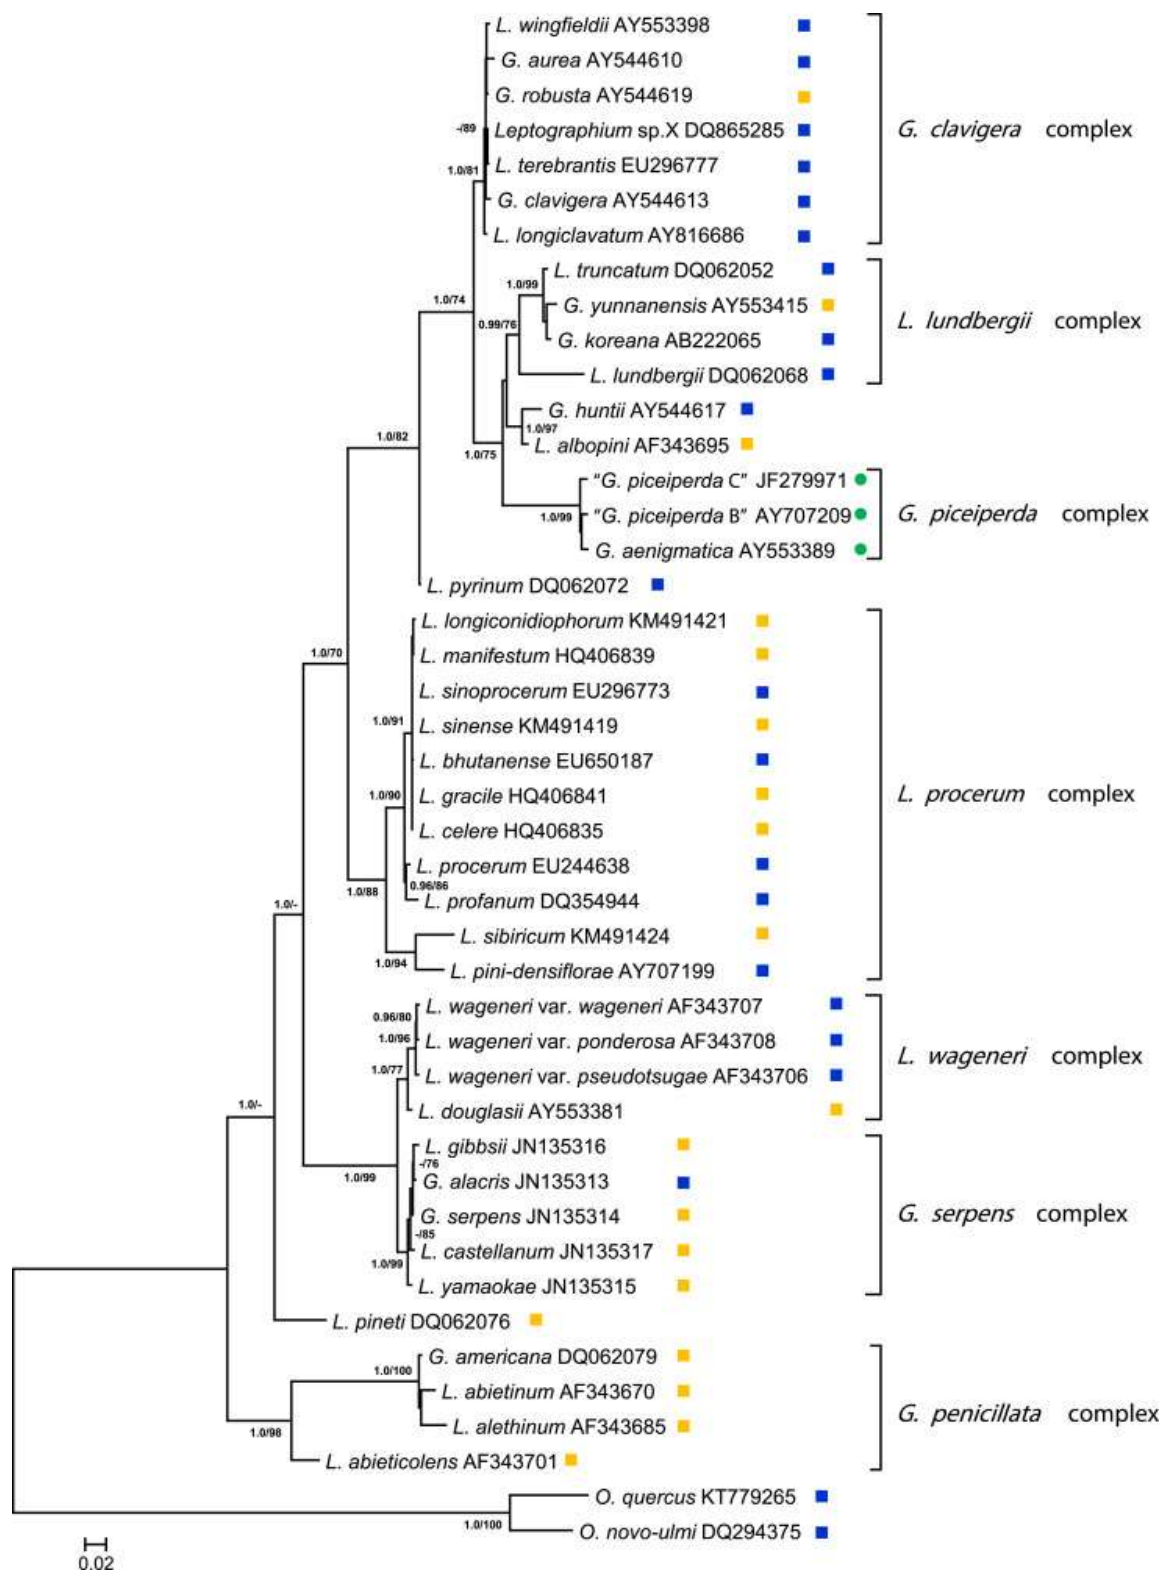 L. wingfieldii AY553398
G. aurea AY544610
G. robusta AY544619
-/89
Leptographium sp.X DQ865285
G. clavigera complex
1.0/81
L. terebrantis EU296777
G. clavigera AY544613
L. longiclavatum AY816686
L. truncatum DQ062052
1.0/99
1.0/74
G. yunnanensis AY553415
0.99/76
L. lundbergii complex
G. koreana AB222065
L. lundbergii DQ062068
G. huntii AY544617
1.0/97
1.0/82
L. albopini AF343695
1.0/75
"G. piceiperda C" JF279971
1.0/99
"G. piceiperda B" AY707209
G. piceiperda complex
G. aenigmatica AY553389
L. pyrinum DQ062072
L. longiconidiophorum KM491421
1.0/70
L. manifestum HQ406839
L. sinoprocerum EU296773
1.0/91
L. sinense KM491419
L. bhutanense EU650187
1.0/90
L. gracile HQ406841
L. procerum complex
L. celere HQ406835
L. procerum EU244638
0.96/86
1.0/88
L. profanum DQ354944
1.0/-
L. sibiricum KM491424
1.0/94
L. pini-densiflorae AY707199
L. wageneri var. wageneri AF343707
0.96/80
1.0/96
L. wageneri var. ponderosa AF343708
L. wageneri complex
1.0/77
L. wageneri var. pseudotsugae AF343706
1.0/-
L. douglasii AY553381
L. gibbsii JN135316
-/76
1.0/99
G. alacris JN135313
G. serpens JN135314
G. serpens complex
-/85
L. castellanum JN135317
1.0/99
L. yamaokae JN135315
L. pineti DQ062076
G. americana DQ062079
1.0/100
L. abietinum AF343670
G. penicillata complex
L. alethinum AF343685
1.0/98
L. abieticolens AF343701
O. quercus KT779265
1.0/100
O. novo-ulmi DQ294375
0.02